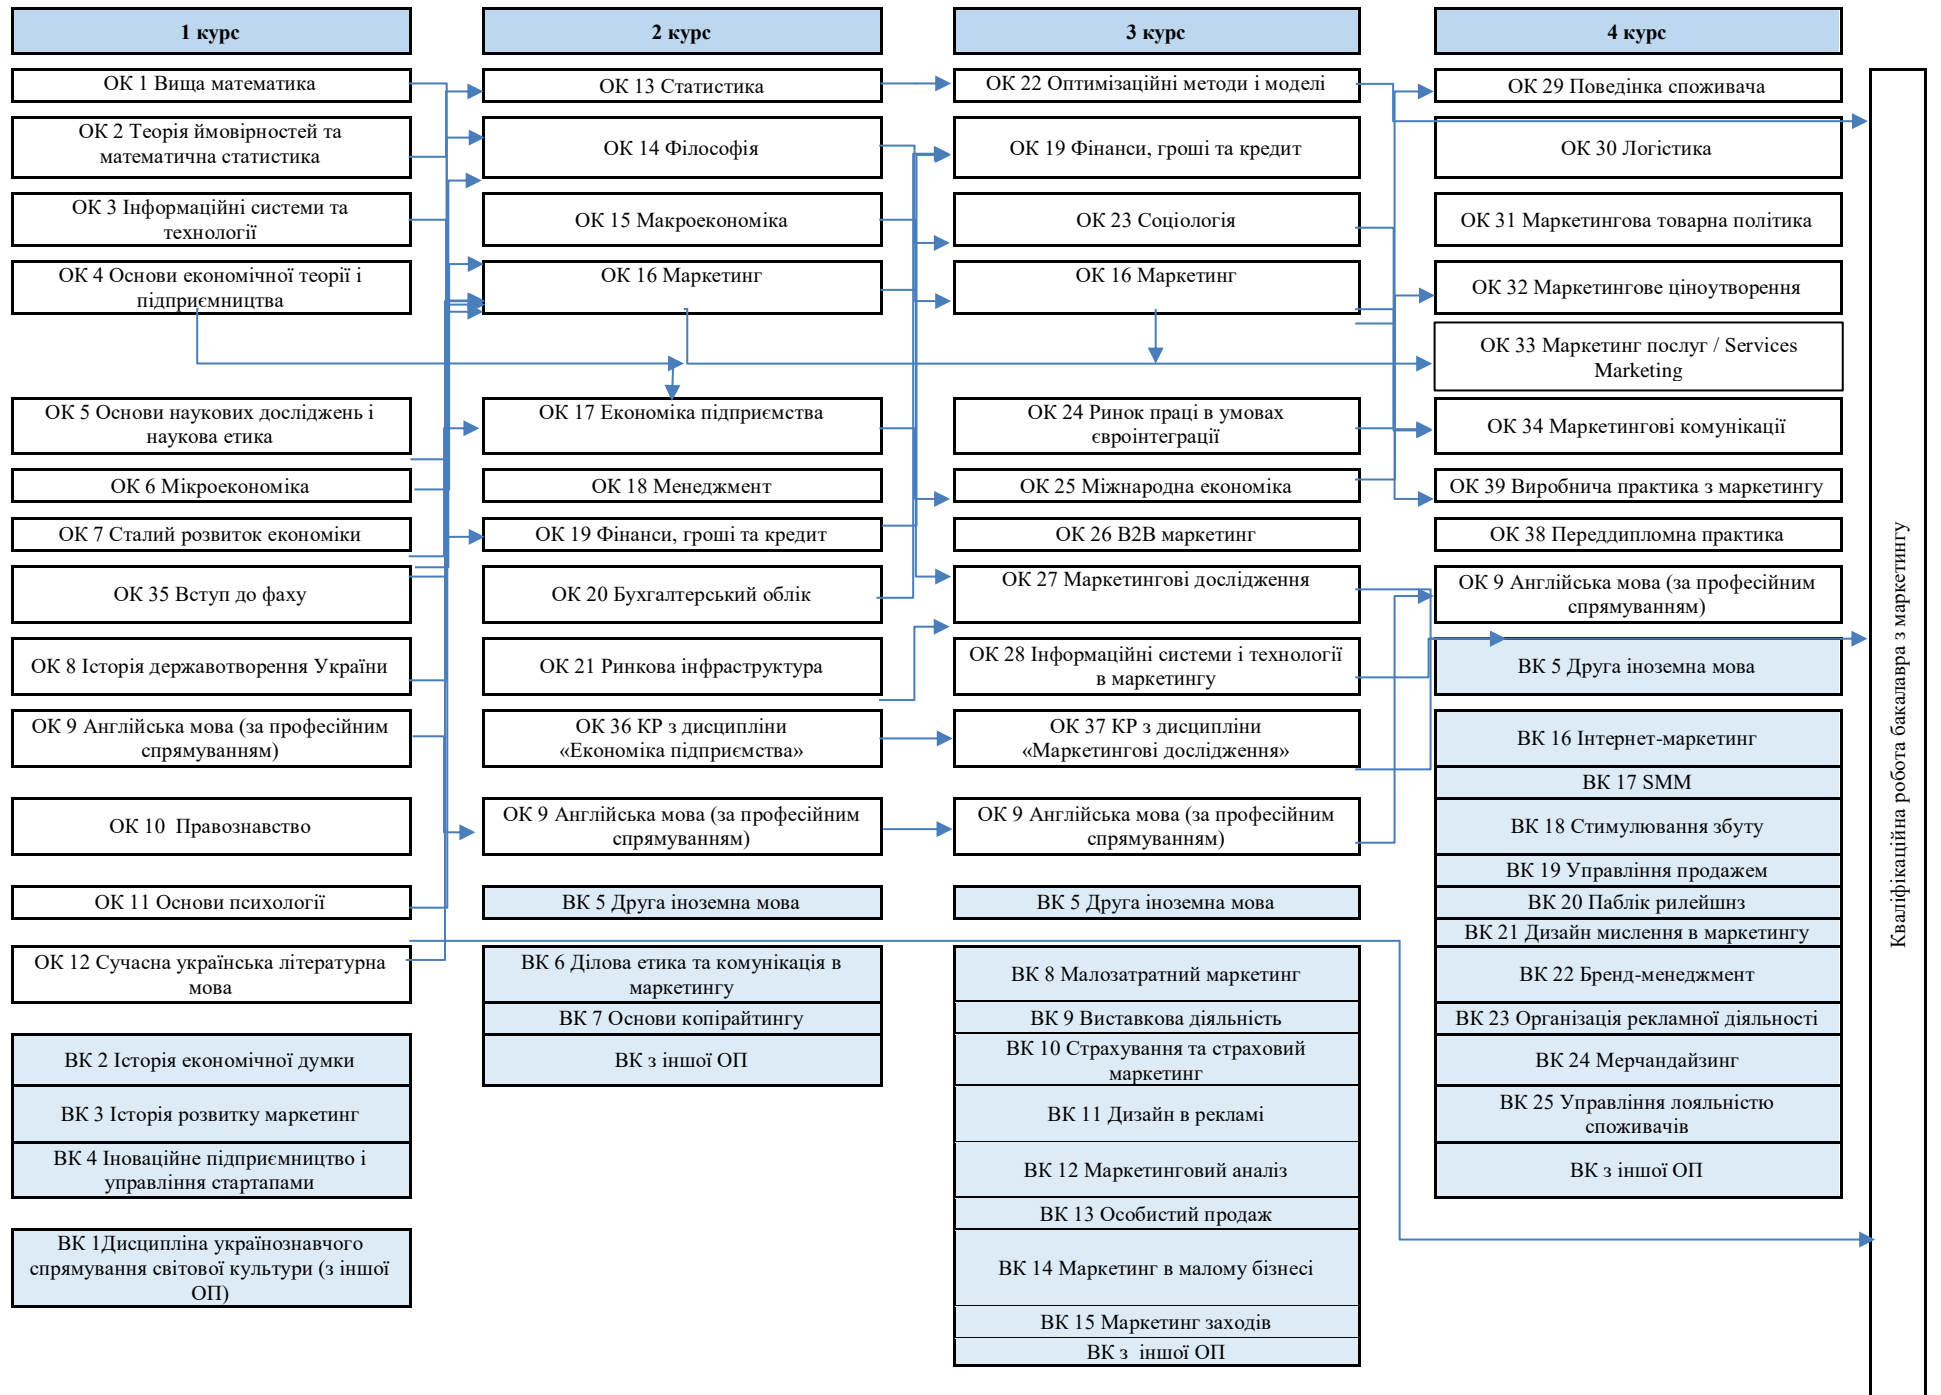 1 курс
ОК 1 Вища математика
ОК 2 Теорія ймовірностей та
математична статистика
ОК 3 Інформаційні системи та
технології
ОК 4 Основи економічної теорії і
підприємництва
ОК 5 Основи наукових досліджень і
наукова етика
ОК 6 Мікроекономіка
ОК 7 Сталий розвиток економіки
ОК 35 Вступ до фаху
ОК 8 Історія державотворення України
ОК 9 Англійська мова (за професійним
спрямуванням)
ОК 10  Правознавство
ОК 11 Основи психології
ОК 12 Сучасна українська літературна
мова
ВК 2 Історія економічної думки
ВК 3 Історія розвитку маркетинг
ВК 4 Іноваційне підприємництво і
управління стартапами
ВК 1Дисципліна українознавчого
спрямування світової культури (з іншої
ОП)
2 курс
ОК 13 Статистика
ОК 14 Філософія
ОК 15 Макроекономіка
ОК 16 Маркетинг
ОК 17 Економіка підприємства
ОК 18 Менеджмент
ОК 19 Фінанси, гроші та кредит
ОК 20 Бухгалтерський облік
ОК 21 Ринкова інфраструктура
ОК 36 КР з дисципліни
«Економіка підприємства»
ОК 9 Англійська мова (за професійним
спрямуванням)
ВК 5 Друга іноземна мова
ВК 6 Ділова етика та комунікація в
маркетингу
ВК 7 Основи копірайтингу
ВК з іншої ОП
3 курс
ОК 22 Оптимізаційні методи і моделі
ОК 19 Фінанси, гроші та кредит
ОК 23 Соціологія
ОК 16 Маркетинг
ОК 24 Ринок праці в умовах
євроінтеграції
ОК 25 Міжнародна економіка
ОК 26 B2B маркетинг
ОК 27 Маркетингові дослідження
ОК 28 Інформаційні системи і технології
в маркетингу
ОК 37 КР з дисципліни
«Маркетингові дослідження»
ОК 9 Англійська мова (за професійним
спрямуванням)
ВК 5 Друга іноземна мова
ВК 8 Малозатратний маркетинг
ВК 9 Виставкова діяльність
ВК 10 Страхування та страховий
маркетинг
ВК 11 Дизайн в рекламі
ВК 12 Маркетинговий аналіз
ВК 13 Особистий продаж
ВК 14 Маркетинг в малому бізнесі
ВК 15 Маркетинг заходів
ВК з  іншої ОП
4 курс
ОК 29 Поведінка споживача
ОК 30 Логістика
ОК 31 Маркетингова товарна політика
ОК 32 Маркетингове ціноутворення
ОК 33 Маркетинг послуг / Services
Marketing
ОК 34 Маркетингові комунікації
ОК 39 Виробнича практика з маркетингу
ОК 38 Переддипломна практика
ОК 9 Англійська мова (за професійним
спрямуванням)
ВК 5 Друга іноземна мова
ВК 16 Інтернет-маркетинг
ВК 17 SMM
ВК 18 Стимулювання збуту
ВК 19 Управління продажем
ВК 20 Паблік рилейшнз
ВК 21 Дизайн мислення в маркетингу
ВК 22 Бренд-менеджмент
ВК 23 Організація рекламної діяльності
ВК 24 Мерчандайзинг
ВК 25 Управління лояльністю
споживачів
ВК з іншої ОП
Кваліфікаційна робота бакалавра з маркетингу